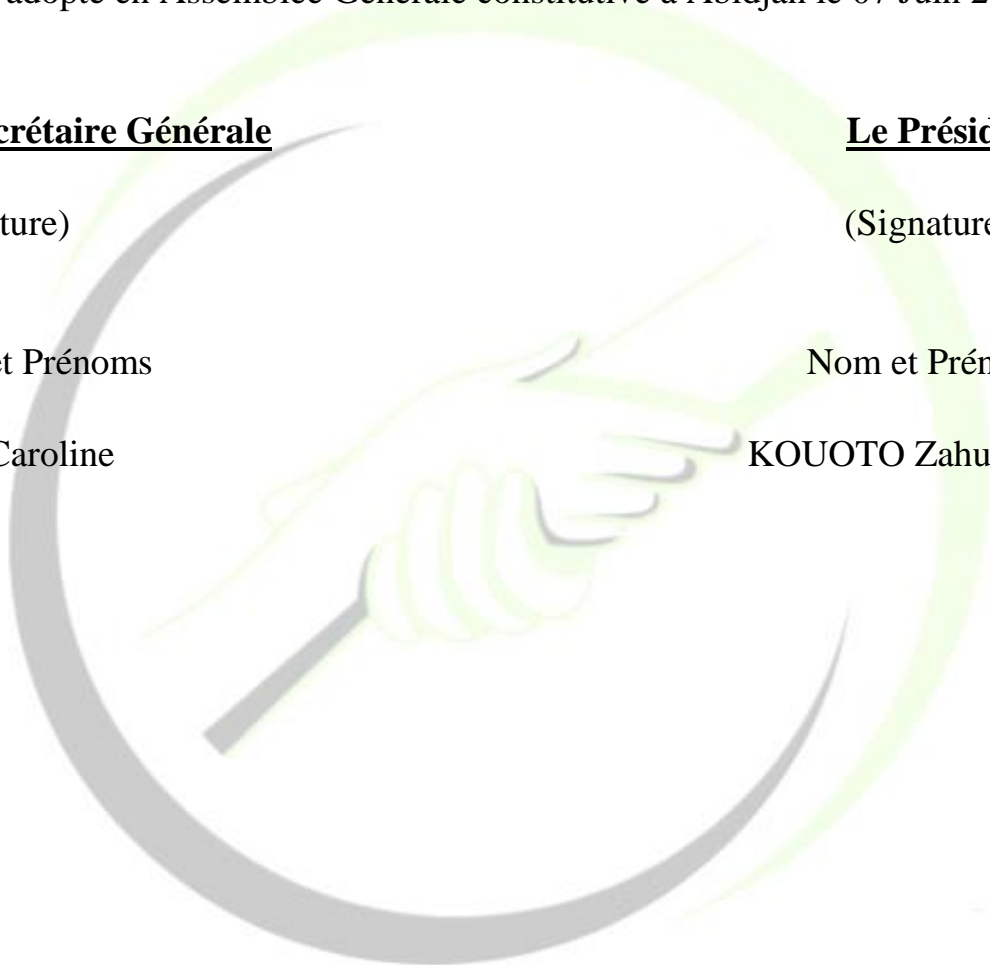 adopté en Assemblée Générale constitutive à Abidjan le 07 Juin 2
crétaire Générale Le Présid
ture) (Signature
et Prénoms Nom et Prén
Caroline KOUOTO Zahu